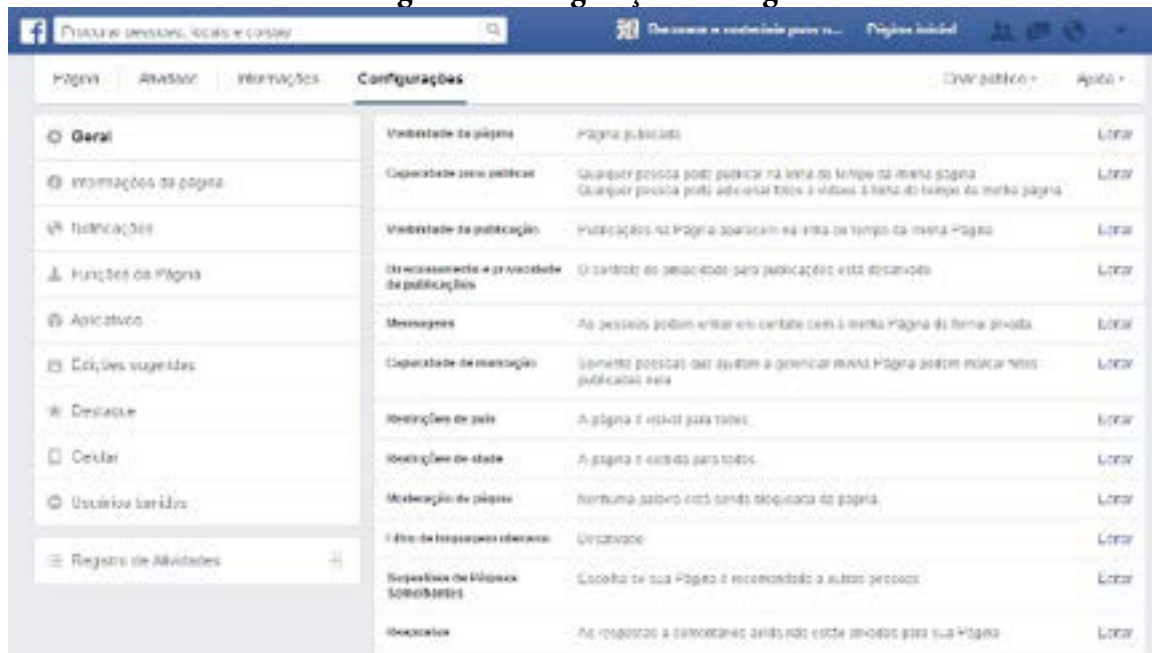 f Procurar pessoas, locais e coisas
Página inicial
Página Atividade Informações Configurações Criar público Ajuda
Geral
Informações da página
Notificações
Funções da Página
Aplicativos
Edições sugeridas
Destaque
Celular
Usuários banidos
Registro de Atividades
Visibilidade da página Página publicada Editar
Capacidade para publicar Qualquer pessoa pode publicar na linha do tempo da minha página Editar
Qualquer pessoa pode adicionar fotos e vídeos à linha do tempo da minha página
Visibilidade da publicação Publicações na Página aparecem na linha do tempo da minha Página Editar
Direcionamento e privacidade O controle de privacidade para publicações está desativado Editar
de publicações
Mensagens As pessoas podem entrar em contato com a minha Página de forma privada. Editar
Capacidade de marcação Somente pessoas que ajudam a gerenciar minha Página podem marcar fotos Editar
publicadas nela
Restrições de país A página é visível para todos. Editar
Restrições de idade A página é exibida para todos. Editar
Moderação da página Nenhuma palavra está sendo bloqueada da página. Editar
Filtro de linguagem Desativado Editar
Sugestões de Páginas Escolha se sua Página é recomendada a outras pessoas Editar
Semelhantes
Respostas As respostas a comentários ainda não estão ativadas para sua Página Editar